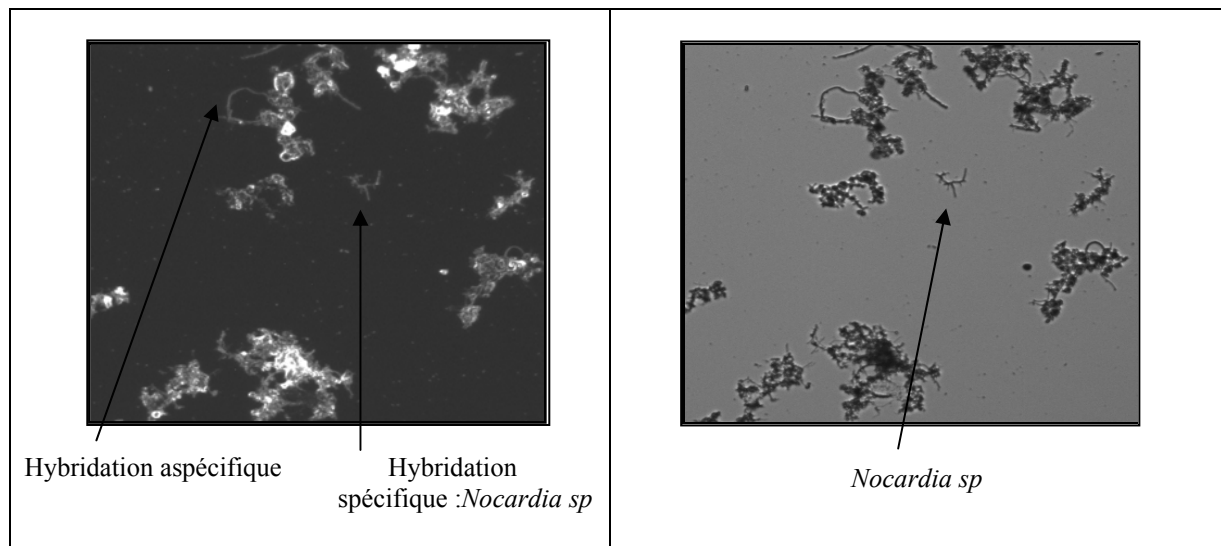 Hybridation aspécifique
Hybridation
spécifique :Nocardia sp
Nocardia sp